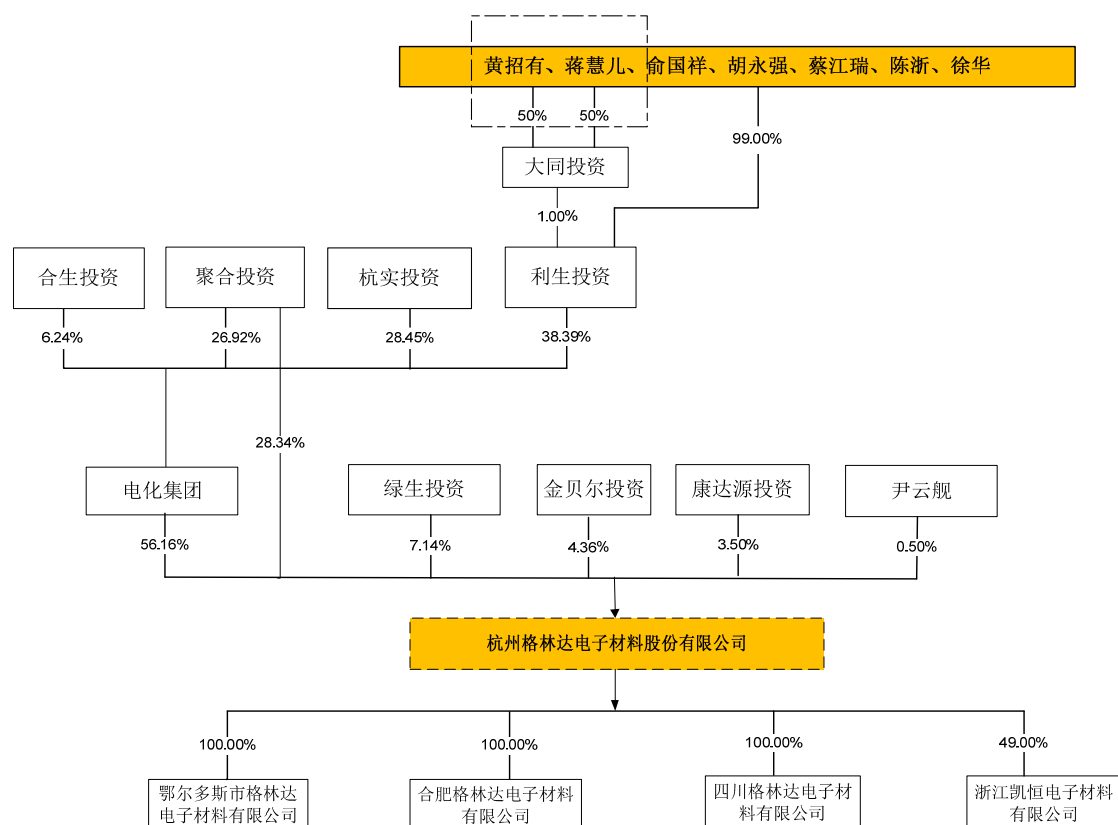 黄招有、蒋慧儿、俞国祥、胡永强、蔡江瑞、陈浙、徐华
50%
50%
99.00%
大同投资
1.00%
合生投资
聚合投资
杭实投资
利生投资
6.24%
26.92%
28.45%
38.39%
28.34%
电化集团
绿生投资
金贝尔投资
康达源投资
尹云舰
56.16%
7.14%
4.36%
3.50%
0.50%
杭州格林达电子材料股份有限公司
100.00%
100.00%
100.00%
49.00%
鄂尔多斯市格林达
电子材料有限公司
合肥格林达电子材料
有限公司
四川格林达电子材
料有限公司
浙江凯恒电子材料
有限公司